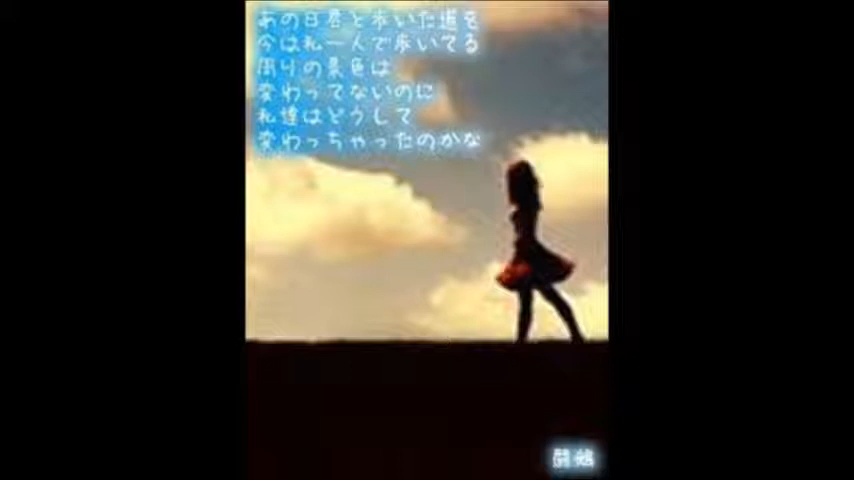 あの日君と歩いた道を
今は私一人で歩いてる
周りの景色は
変わってないのに
私達はどうして
変わっちゃったのかな